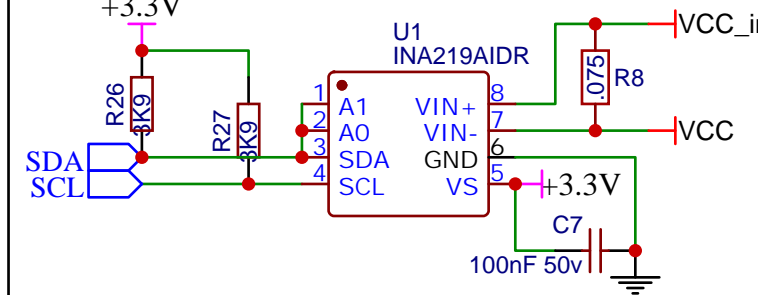 +3.3V
U1
INA219AIDR
VCC_in
R26
3K9
R27
3K9
.075
R8
1
A1
VIN+
8
2
A0
VIN-
7
VCC
3
SDA
GND
6
4
SCL
VS
5
+3.3V
SDA
SCL
C7
100nF 50v